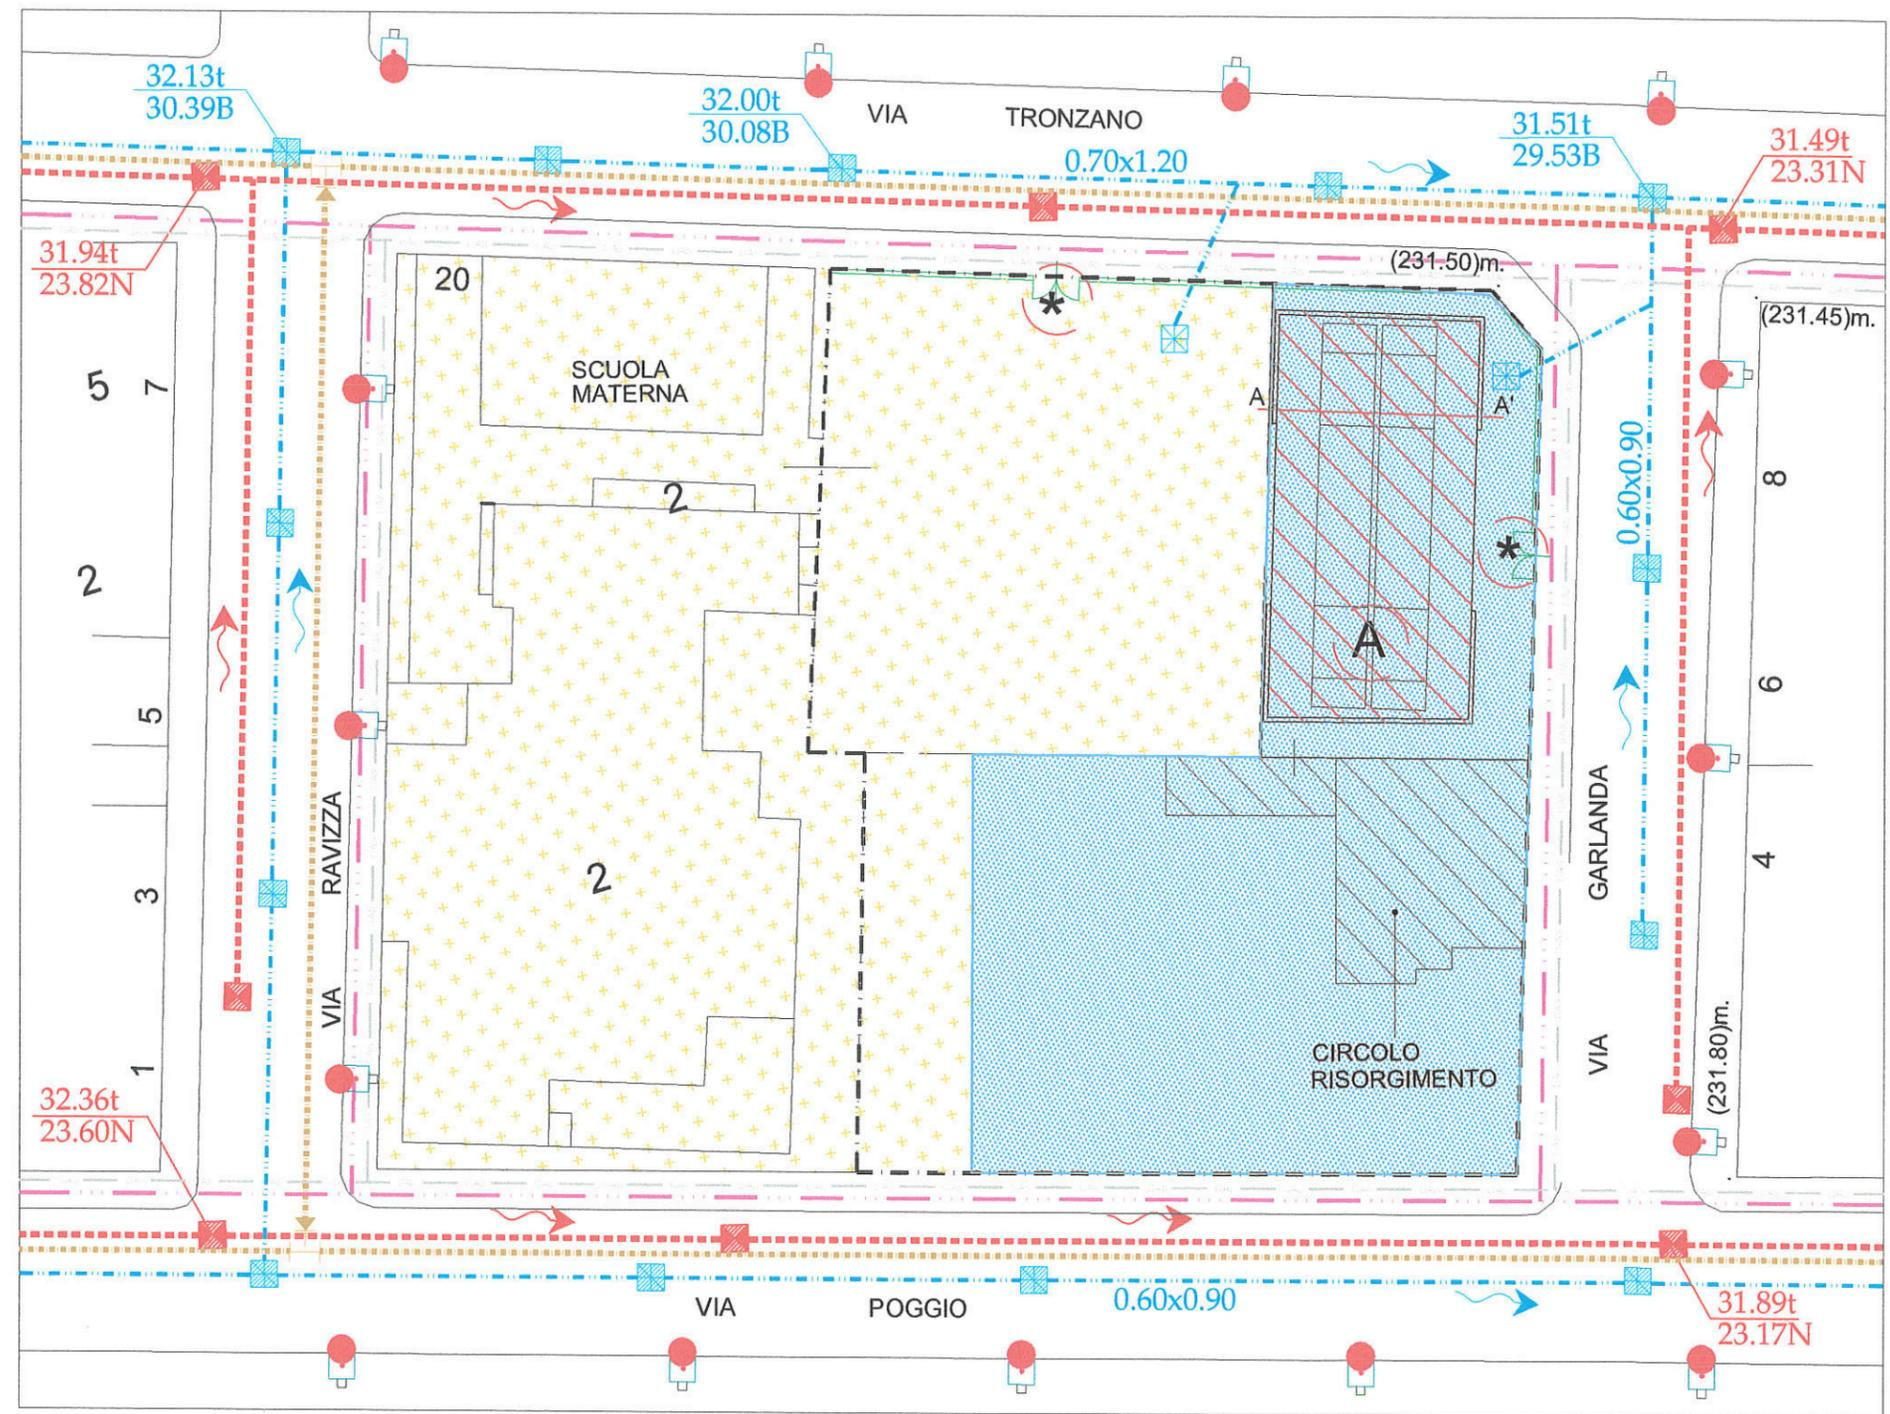 32.13t
30.39B
32.00t
30.08B
VIA TRONZANO
31.51t
29.53B
31.49t
23.31N
0.70x1.20
31.94t
23.82N
(231.50)m.
20
(231.45)m.
SCUOLA
MATERNA
5
7
A
A'
*
0.60x0.90
8
2
*
2
A
5
6
VIA RAVIZZA
VIA GARLANDA
3
2
4
1
CIRCOLO
RISORGIMENTO
(231.80)m.
32.36t
23.60N
VIA POGGIO
0.60x0.90
31.89t
23.17N